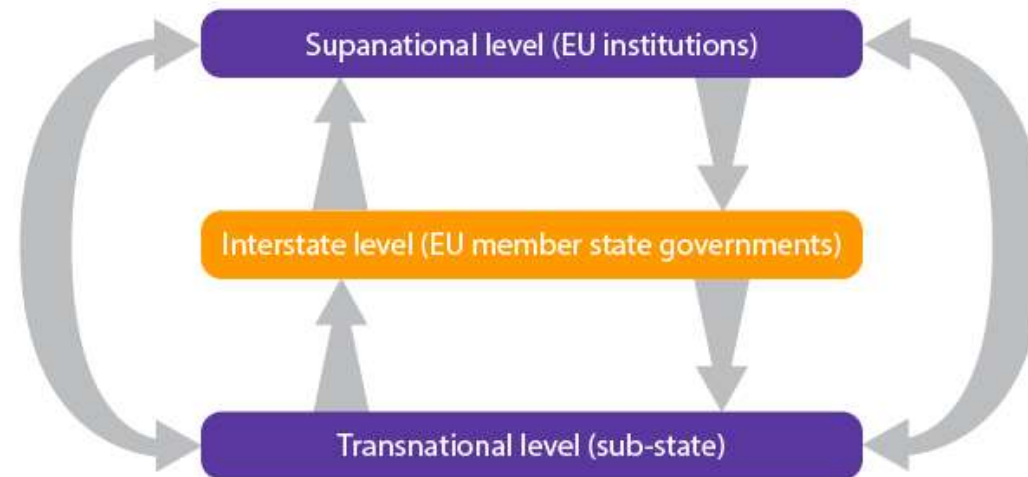 Supanational level (EU institutions)
Interstate level (EU member state governments)
Transnational level (sub-state)